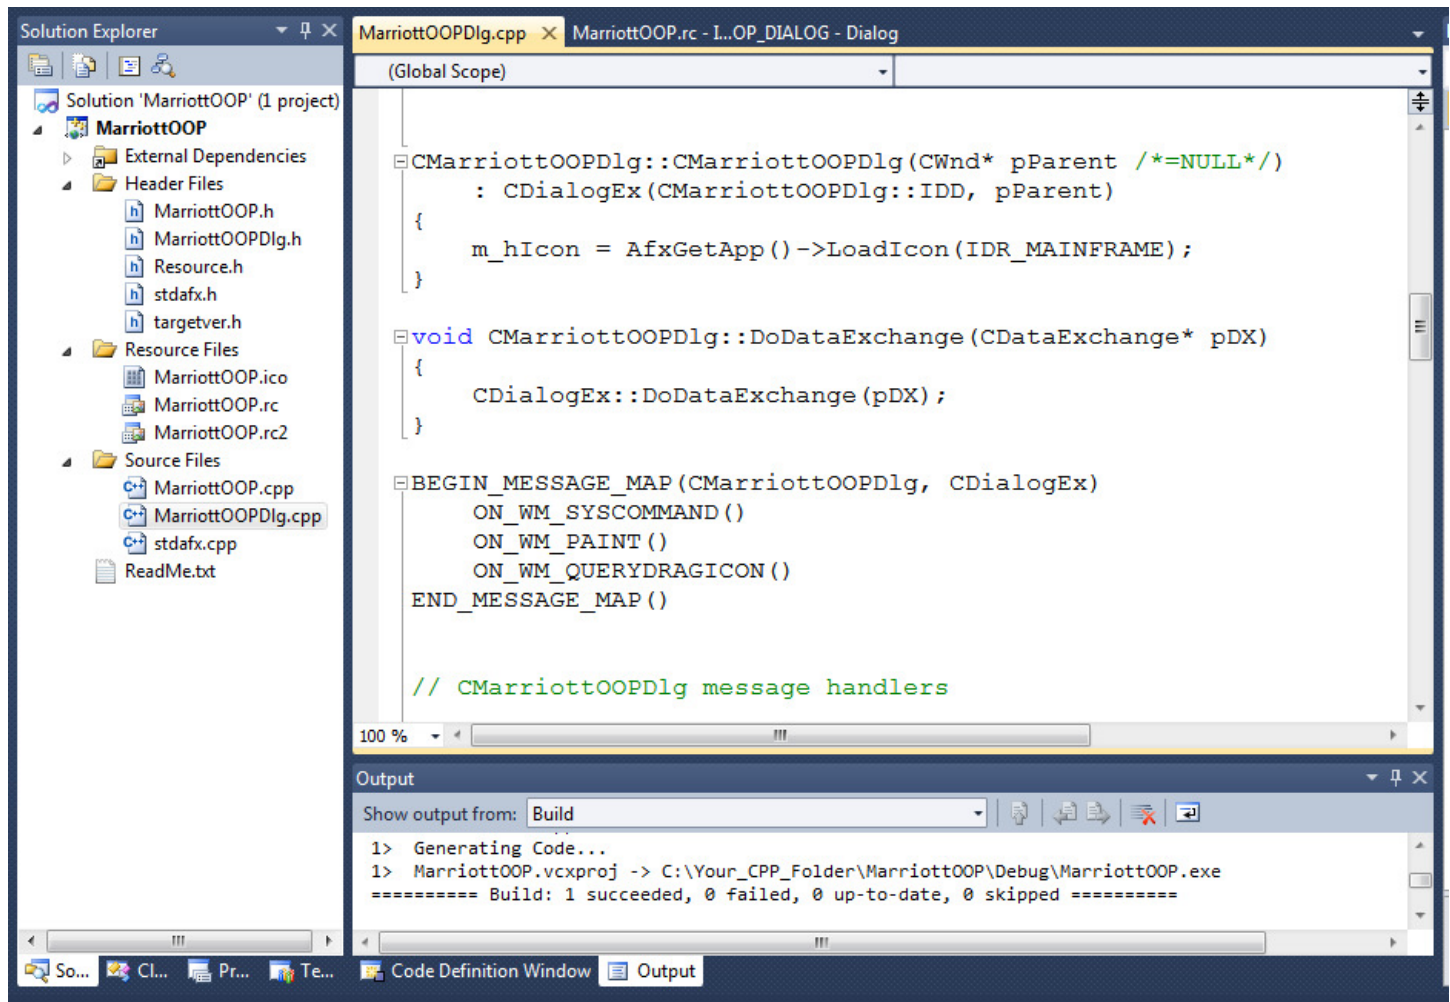 Solution Explorer
Solution 'MarriottOOP' (1 project)
MarriottOOP
External Dependencies
Header Files
MarriottOOP.h
MarriottOOPDlg.h
Resource.h
stdafx.h
targetver.h
Resource Files
MarriottOOP.ico
MarriottOOP.rc
MarriottOOP.rc2
Source Files
MarriottOOP.cpp
MarriottOOPDlg.cpp
stdafx.cpp
ReadMe.txt
So... Cl... Pr... Te...
MarriottOOPDlg.cpp MarriottOOP.rc - I...OP_DIALOG - Dialog
(Global Scope)
CMarriottOOPDlg::CMarriottOOPDlg(CWnd* pParent /*=NULL*/)
: CDialogEx(CMarriottOOPDlg::IDD, pParent)
{
m_hIcon = AfxGetApp()->LoadIcon(IDR_MAINFRAME);
}
void CMarriottOOPDlg::DoDataExchange(CDataExchange* pDX)
{
CDialogEx::DoDataExchange(pDX);
}
BEGIN_MESSAGE_MAP(CMarriottOOPDlg, CDialogEx)
ON_WM_SYSCOMMAND()
ON_WM_PAINT()
ON_WM_QUERYDRAGICON()
END_MESSAGE_MAP()
// CMarriottOOPDlg message handlers
100 %
Output
Show output from: Build
1> Generating Code...
1> MarriottOOP.vcxproj -> C:\Your_CPP_Folder\MarriottOOP\Debug\MarriottOOP.exe
========== Build: 1 succeeded, 0 failed, 0 up-to-date, 0 skipped ==========
Code Definition Window Output